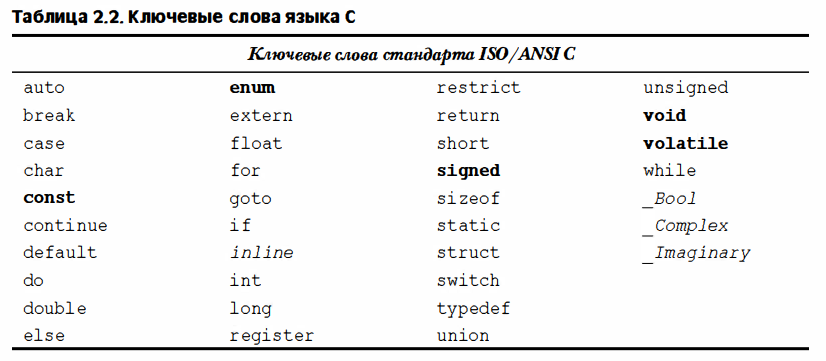 Таблица 2.2. Ключевые слова языка С
Ключевые слова стандарта ISO/ANSI C
auto enum restrict unsigned
break extern return void
case float short volatile
char for signed while
const goto sizeof _Bool
continue if static _Complex
default inline struct _Imaginary
do int switch
double long typedef
else register union